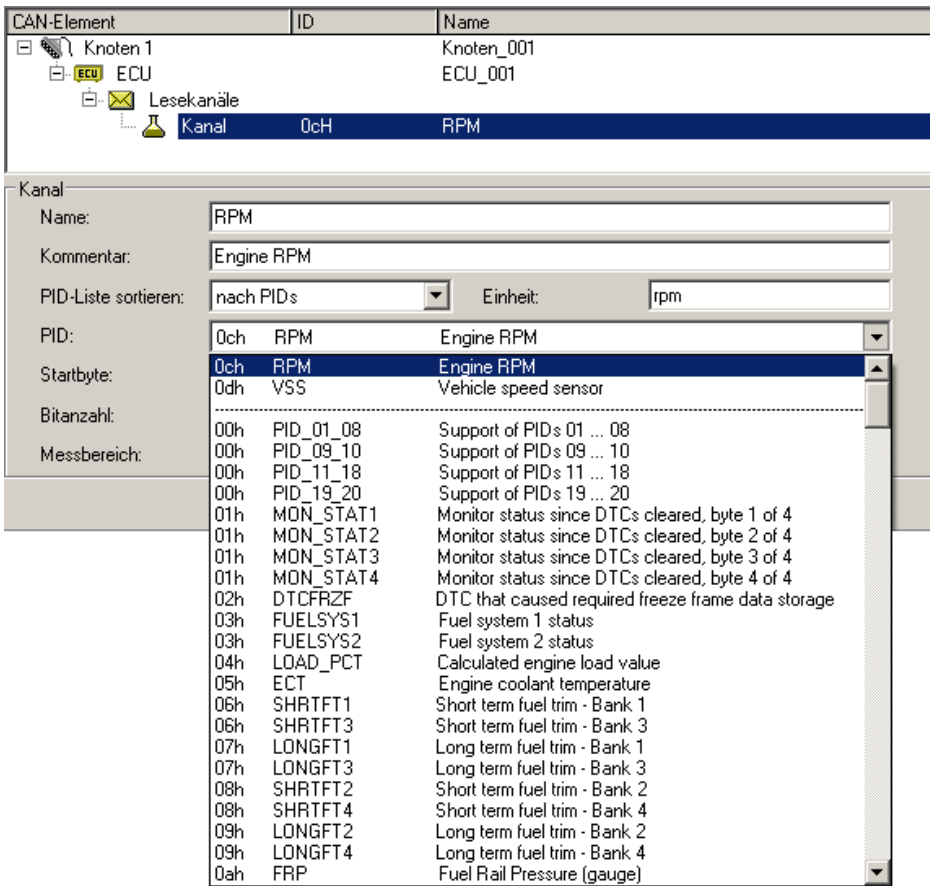 CAN-Element ID Name
Knoten 1 Knoten_001
ECU ECU ECU_001
Lesekanäle
Kanal 0cH RPM
Kanal
Name: RPM
Kommentar: Engine RPM
PID-Liste sortieren: nach PIDs Einheit: rpm
PID: 0ch RPM Engine RPM
Startbyte:
Bitanzahl:
Messbereich:
0ch RPM Engine RPM
0dh VSS Vehicle speed sensor
00h PID_01_08 Support of PIDs 01 ... 08
00h PID_09_10 Support of PIDs 09 ... 10
00h PID_11_18 Support of PIDs 11 ... 18
00h PID_19_20 Support of PIDs 19 ... 20
01h MON_STAT1 Monitor status since DTCs cleared, byte 1 of 4
01h MON_STAT2 Monitor status since DTCs cleared, byte 2 of 4
01h MON_STAT3 Monitor status since DTCs cleared, byte 3 of 4
01h MON_STAT4 Monitor status since DTCs cleared, byte 4 of 4
02h DTCFRZF DTC that caused required freeze frame data storage
03h FUELSYS1 Fuel system 1 status
03h FUELSYS2 Fuel system 2 status
04h LOAD_PCT Calculated engine load value
05h ECT Engine coolant temperature
06h SHRTFT1 Short term fuel trim - Bank 1
06h SHRTFT3 Short term fuel trim - Bank 3
07h LONGFT1 Long term fuel trim - Bank 1
07h LONGFT3 Long term fuel trim - Bank 3
08h SHRTFT2 Short term fuel trim - Bank 2
08h SHRTFT4 Short term fuel trim - Bank 4
09h LONGFT2 Long term fuel trim - Bank 2
09h LONGFT4 Long term fuel trim - Bank 4
0ah FRP Fuel Rail Pressure (gauge)